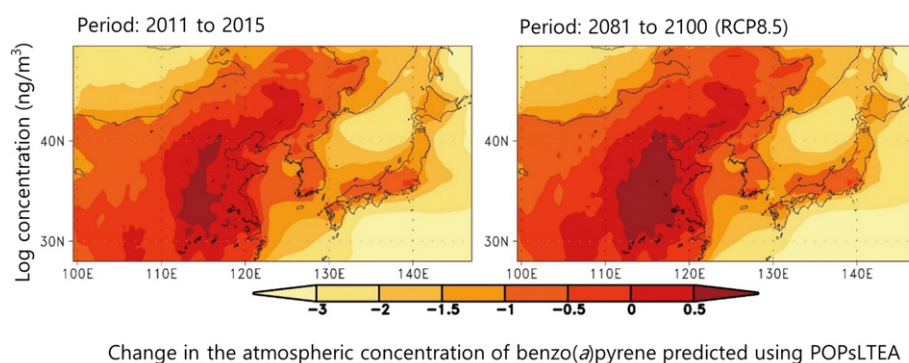 Period: 2011 to 2015
Period: 2081 to 2100 (RCP8.5)
Log concentration (ng/m³)
40N
30N
100E 110E 120E 130E 140E
40N
30N
100E 110E 120E 130E 140E
-3 -2 -1.5 -1 -0.5 0 0.5
Change in the atmospheric concentration of benzo(a)pyrene predicted using POPsLTEA